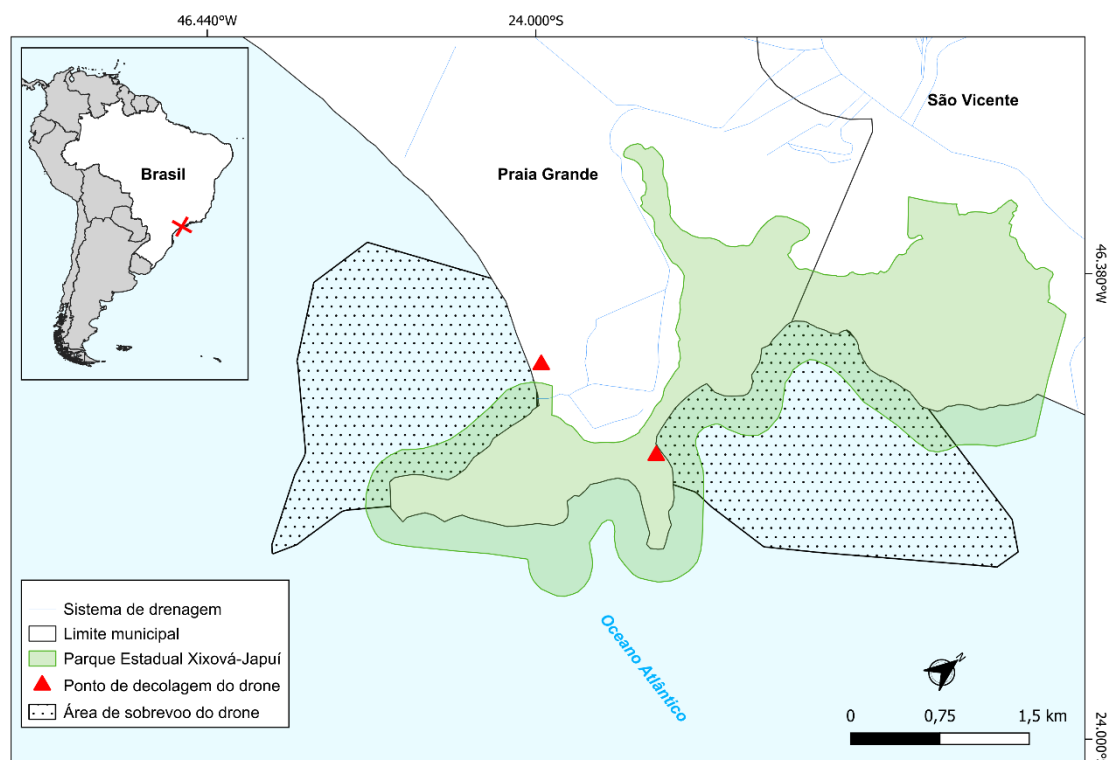 46.440°W
24.000°S
São Vicente
Brasil
Praia Grande
46.380°W
Oceano Atlântico
N
Sistema de drenagem
Limite municipal
Parque Estadual Xixová-Japuí
Ponto de decolagem do drone
Área de sobrevoo do drone
0 0,75 1,5 km
24.000°S